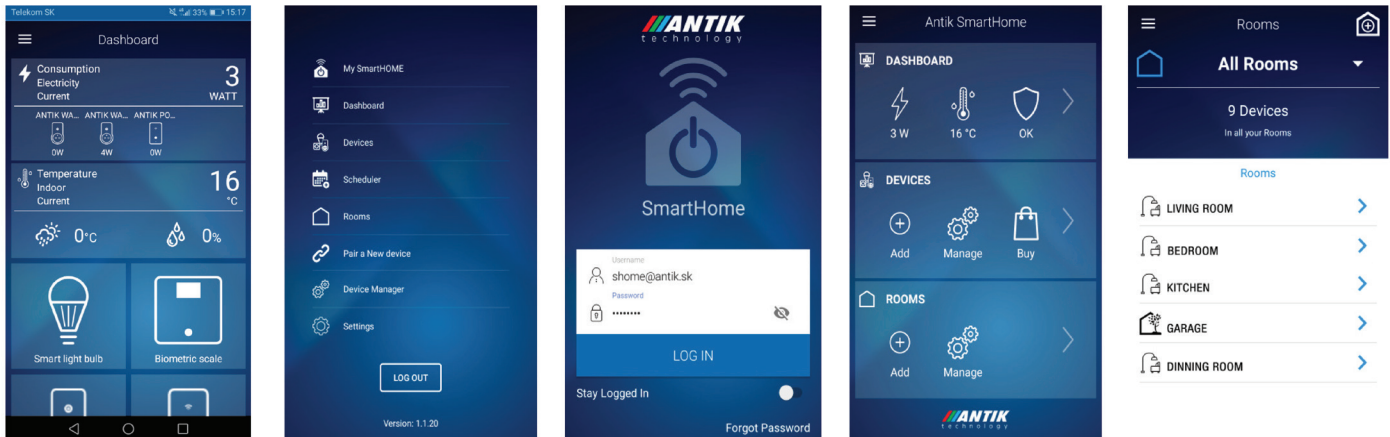 Telekom SK 33% 15:17
Dashboard
Consumption
Electricity
Current
3
WATT
ANTIK WA... ANTIK WA... ANTIK PO...
0W 4W 0W
Temperature
Indoor
Current
16
°C
0°C 0%
Smart light bulb Biometric scale
My SmartHOME
Dashboard
Devices
Scheduler
Rooms
Pair a New device
Device Manager
Settings
LOG OUT
Version: 1.1.20
ANTIK
technology
SmartHome
Username
shome@antik.sk
Password
••••••••
LOG IN
Stay Logged In
Forgot Password
Antik SmartHome
DASHBOARD
3 W 16 °C OK
DEVICES
Add Manage Buy
ROOMS
Add Manage
ANTIK
technology
Rooms
All Rooms
9 Devices
In all your Rooms
Rooms
LIVING ROOM
BEDROOM
KITCHEN
GARAGE
DINNING ROOM